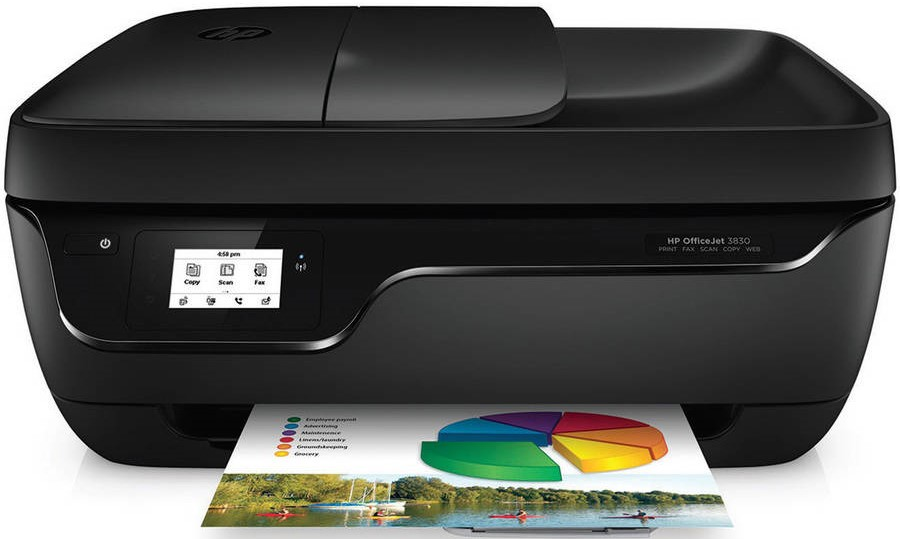 hp
HP OfficeJet 3830
PRINT FAX SCAN COPY WEB
4:58 pm
Copy Scan Fax
Employee payroll
Advertising
Maintenence
Linens/laundry
Groundskeeping
Grocery